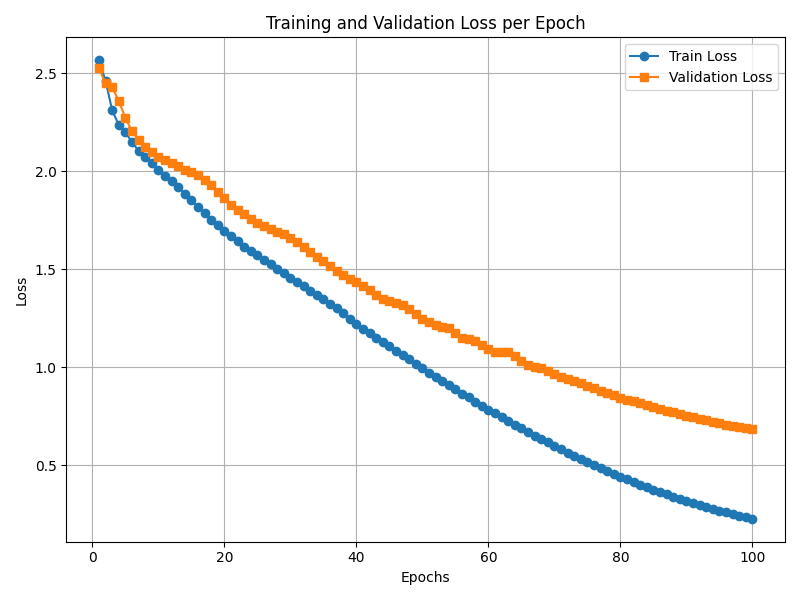 Training and Validation Loss per Epoch
Train Loss
Validation Loss
2.5
2.0
1.5
1.0
0.5
Loss
0 20 40 60 80 100
Epochs